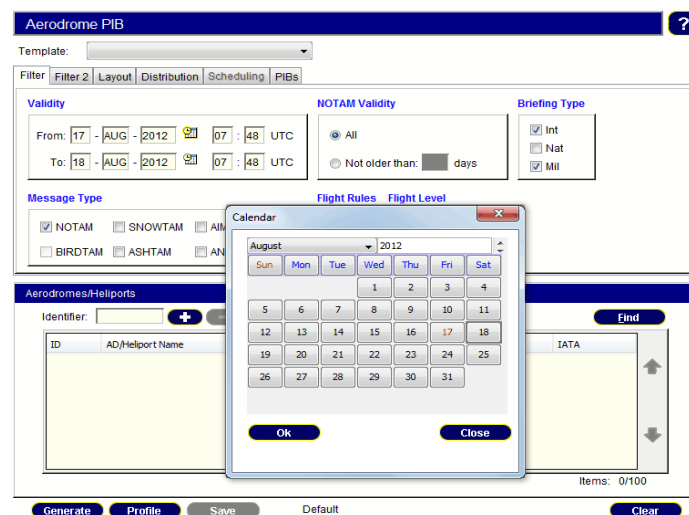 Aerodrome PIB ?
Template:
Filter Filter 2 Layout Distribution Scheduling PIBs
Validity NOTAM Validity Briefing Type
From: 17 - AUG - 2012 07 : 48 UTC All Int
Nat
To: 18 - AUG - 2012 07 : 48 UTC Not older than: days Mil
Message Type Flight Rules Flight Level
NOTAM SNOWTAM
BIRDTAM ASHTAM
Calendar
August 2012
Sun Mon Tue Wed Thu Fri Sat
1 2 3 4
5 6 7 8 9 10 11
12 13 14 15 16 17 18
19 20 21 22 23 24 25
26 27 28 29 30 31
Ok Close
Aerodromes/Heliports
Identifier: Find
ID AD/Heliport Name IATA
Items: 0/100
Generate Profile Save Default Clear